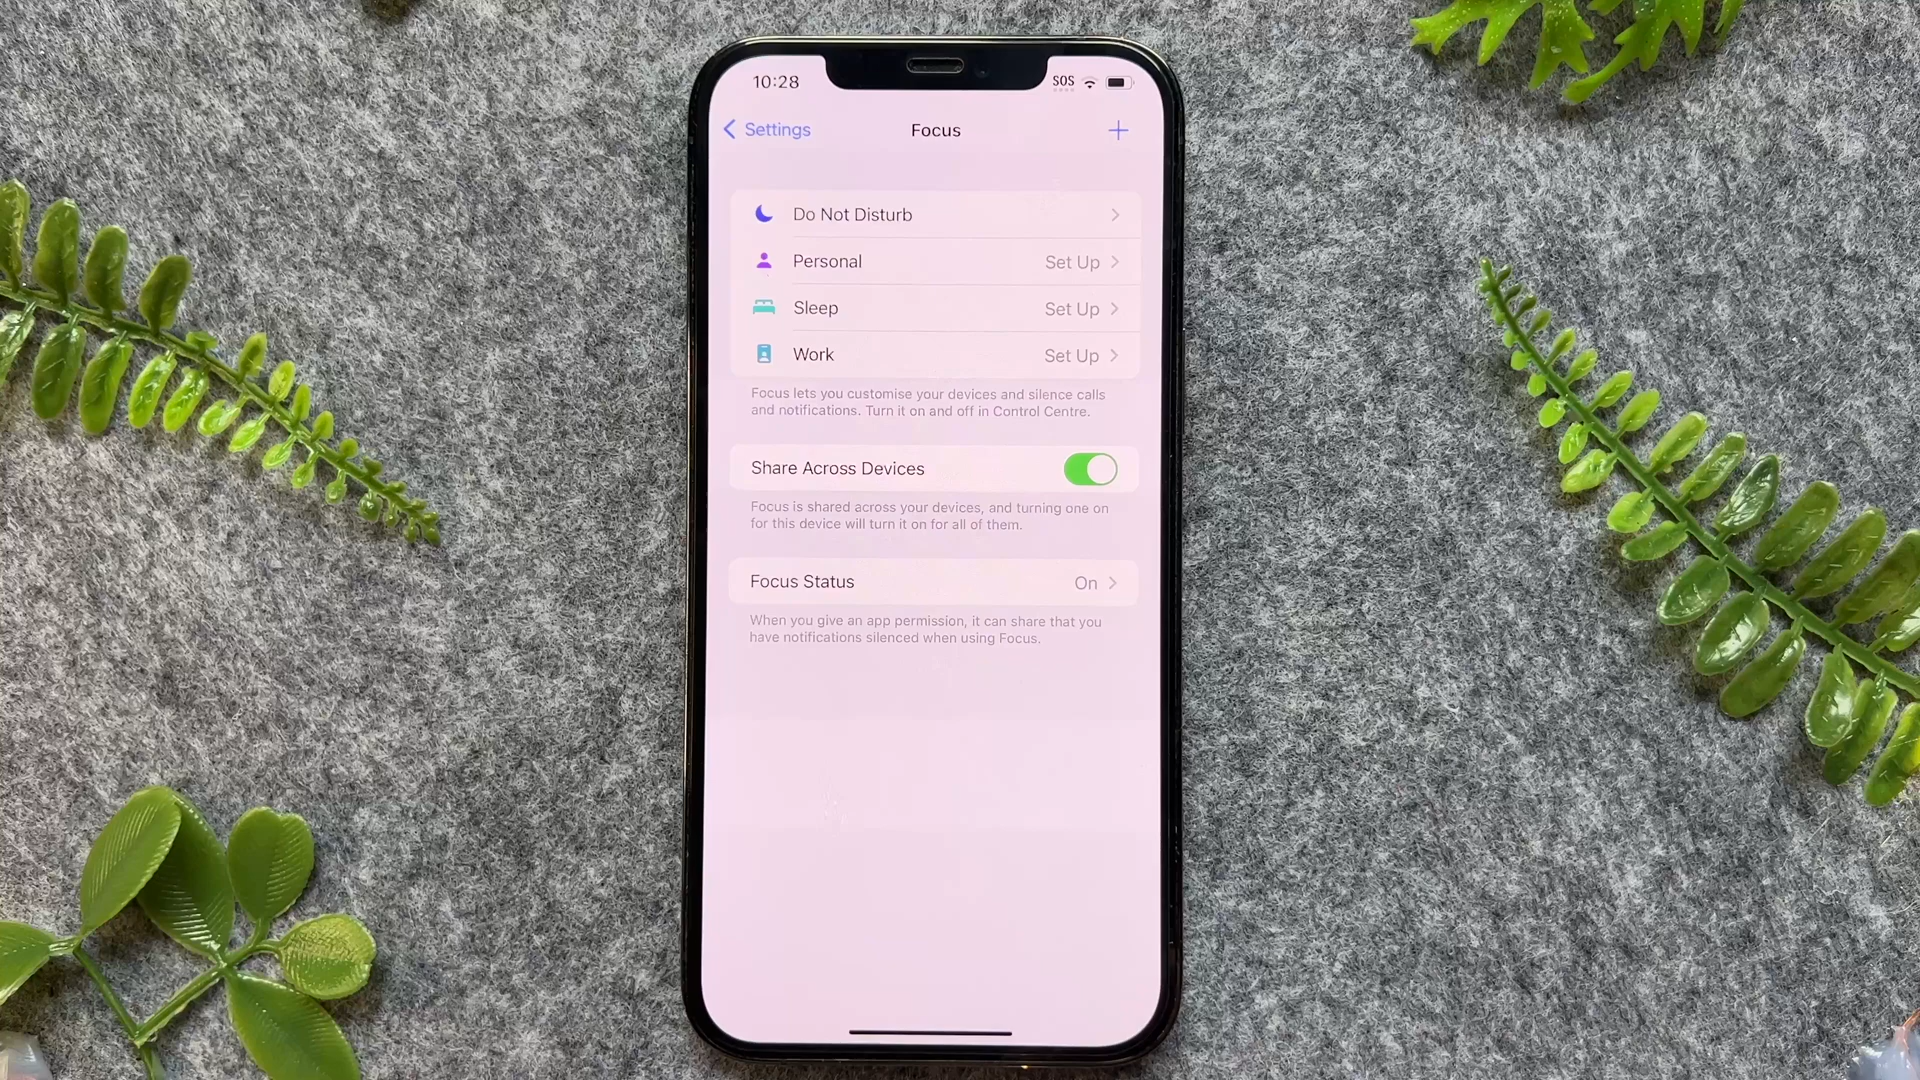 10:28 SOS
Settings Focus +
Do Not Disturb
Personal Set Up
Sleep Set Up
Work Set Up
Focus lets you customise your devices and silence calls
and notifications. Turn it on and off in Control Centre.
Share Across Devices
Focus is shared across your devices, and turning one on
for this device will turn it on for all of them.
Focus Status On
When you give an app permission, it can share that you
have notifications silenced when using Focus.